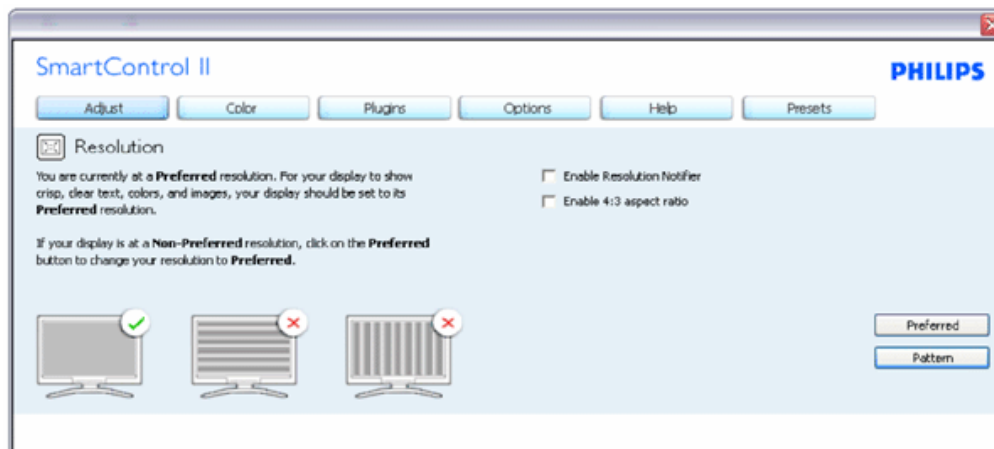 SmartControl II
PHILIPS
Adjust
Color
Plugins
Options
Help
Presets
Resolution
You are currently at a Preferred resolution. For your display to show
crisp, clear text, colors, and images, your display should be set to its
Preferred resolution.
If your display is at a Non-Preferred resolution, click on the Preferred
button to change your resolution to Preferred.
Enable Resolution Notifier
Enable 4:3 aspect ratio
Preferred
Pattern